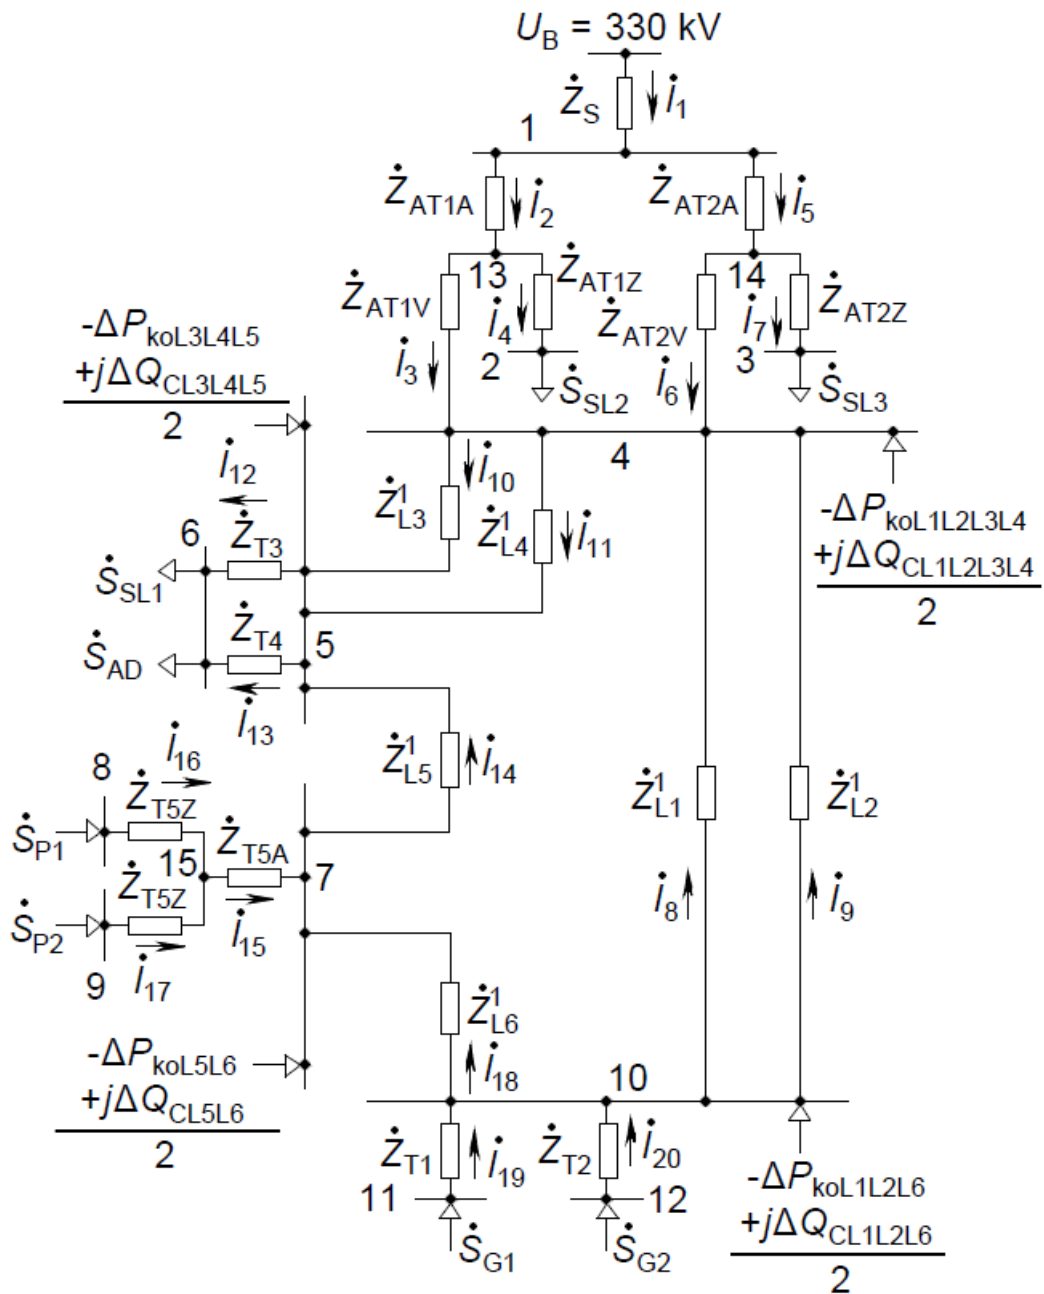 U_B = 330 kV
Ż_S
İ_1
1
Ż_AT1A
İ_2
Ż_AT2A
İ_5
13
Ż_AT1V
Ż_AT1Z
İ_4
İ_3
2
Ṡ_SL2
14
Ż_AT2V
Ż_AT2Z
İ_7
İ_6
3
Ṡ_SL3
-ΔP_koL3L4L5
+jΔQ_CL3L4L5
2
4
İ_10
Ż^1_L3
Ż^1_L4
İ_11
-ΔP_koL1L2L3L4
+jΔQ_CL1L2L3L4
2
İ_12
6
Ż_T3
Ṡ_SL1
Ż_T4
Ṡ_AD
5
İ_13
Ż^1_L5
İ_14
Ż^1_L1
Ż^1_L2
İ_8
İ_9
İ_16
8
Ż_T5Z
Ṡ_P1
15
Ż_T5A
7
Ż_T5Z
Ṡ_P2
İ_15
9
İ_17
Ż^1_L6
İ_18
-ΔP_koL5L6
+jΔQ_CL5L6
2
10
Ż_T1
İ_19
Ż_T2
İ_20
11
12
Ṡ_G1
Ṡ_G2
-ΔP_koL1L2L6
+jΔQ_CL1L2L6
2